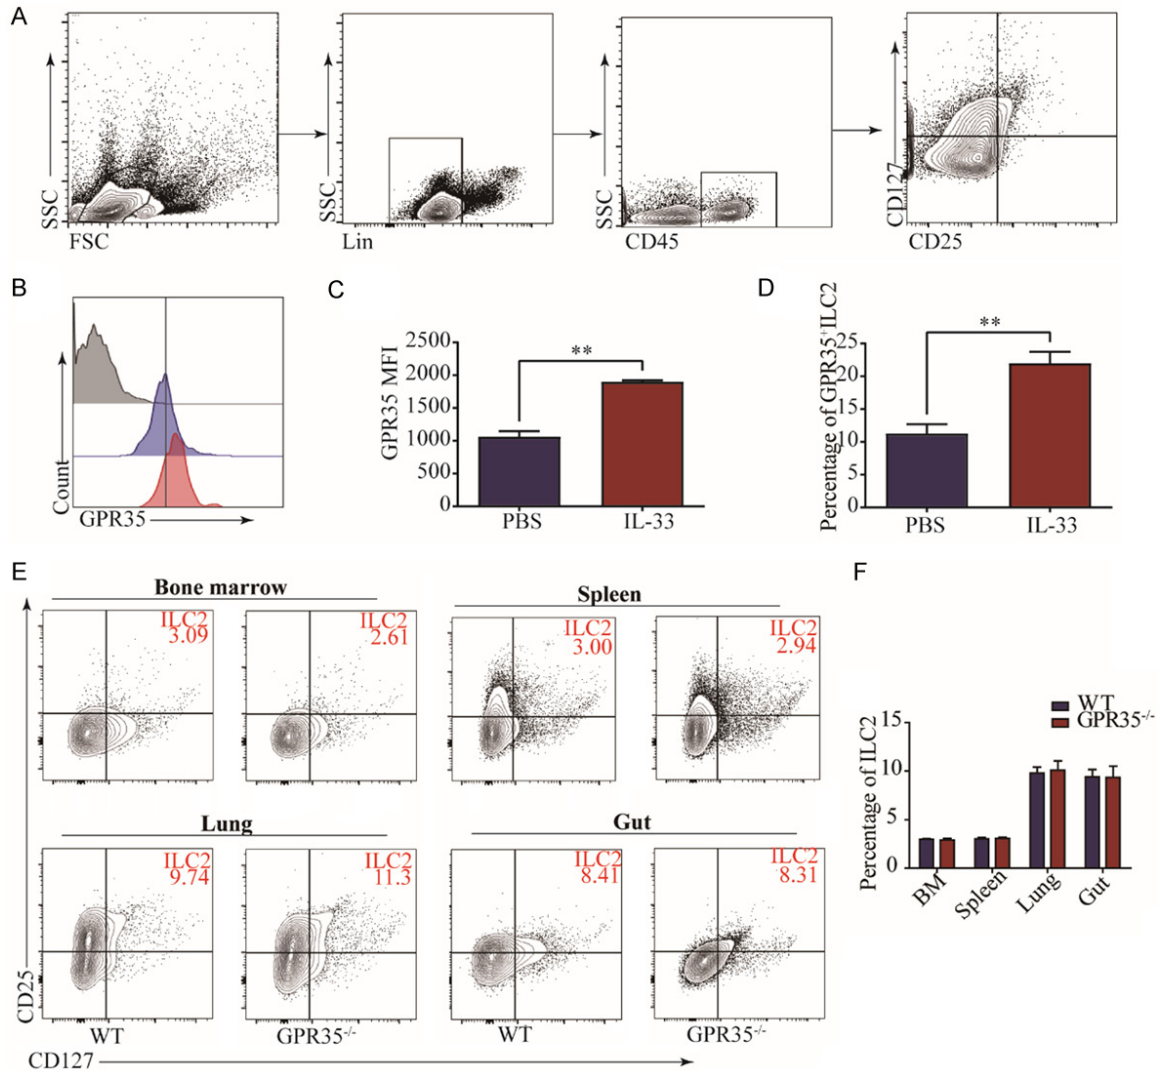 A
SSC
FSC
SSC
Lin
SSC
CD45
CD127
CD25
B
Count
GPR35
C
GPR35 MFI
2500
2000
1500
1000
500
0
**
PBS
IL-33
D
Percentage of GPR35⁺ILC2
25
20
15
10
5
0
**
PBS
IL-33
E
Bone marrow
ILC2
3.09
ILC2
2.61
Spleen
ILC2
3.00
ILC2
2.94
Lung
ILC2
9.74
ILC2
11.3
Gut
ILC2
8.41
ILC2
8.31
CD25
WT
GPR35⁻/⁻
WT
GPR35⁻/⁻
CD127
F
WT
GPR35⁻/⁻
Percentage of ILC2
15
10
5
0
BM
Spleen
Lung
Gut